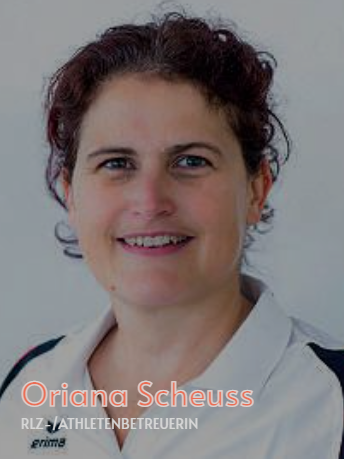 Oriana Scheuss
RLZ-/ATHLETENBETREUERIN
erima